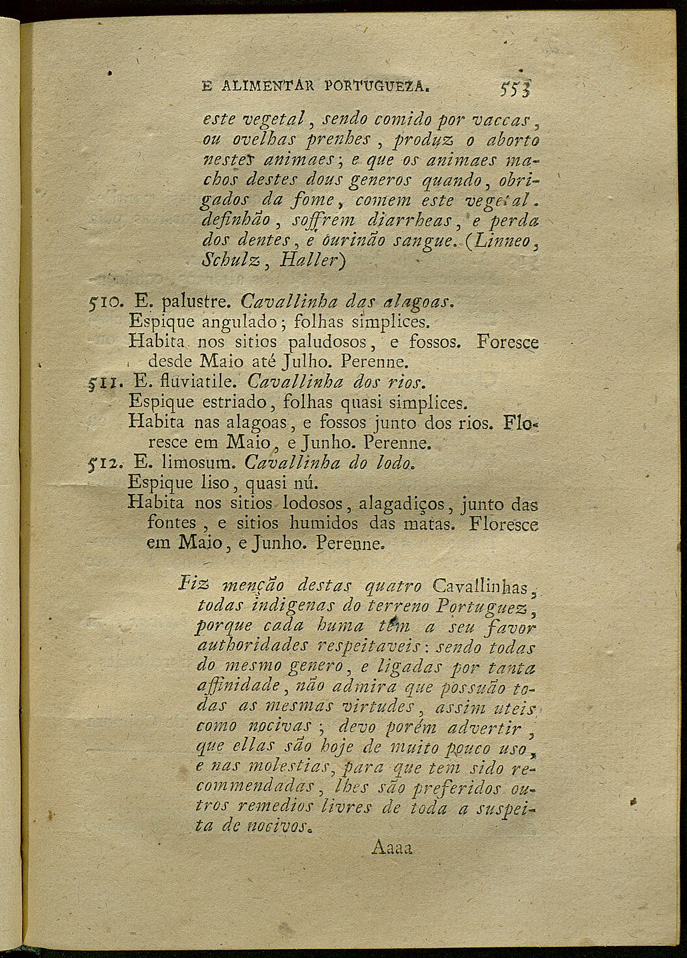 E ALIMENTAR PORTUGUEZA. 553
este vegetal, sendo comido por vaccas,
ou ovelhas prenhes, produz o aborto
nestes animaes; e que os animaes ma-
chos destes dous generos quando, obri-
gados da fome, comem este vegetal.
definhão, soffrem diarrheas, e perda
dos dentes, e ourinão sangue. (Linneo,
Schulz, Haller)
510. E. palustre. Cavallinha das alagoas.
Espique angulado; folhas simplices.
Habita nos sitios paludosos, e fossos. Foresce
desde Maio até Julho. Perenne.
511. E. fluviatile. Cavallinha dos rios.
Espique estriado, folhas quasi simplices.
Habita nas alagoas, e fossos junto dos rios. Flo-
resce em Maio, e Junho. Perenne.
512. E. limosum. Cavallinha do lodo.
Espique liso, quasi nú.
Habita nos sitios lodosos, alagadiços, junto das
fontes, e sitios humidos das matas. Floresce
em Maio, e Junho. Perenne.
Fiz menção destas quatro Cavallinhas,
todas indigenas do terreno Portuguez,
porque cada huma tem a seu favor
authoridades respeitaveis: sendo todas
do mesmo genero, e ligadas por tanta
affinidade, não admira que possuão to-
das as mesmas virtudes, assim uteis
como nocivas; devo porém advertir,
que ellas são hoje de muito pouco uso,
e nas molestias, para que tem sido re-
commendadas, lhes são preferidos ou-
tros remedios livres de toda a suspei-
ta de nocivos.
Aaaa